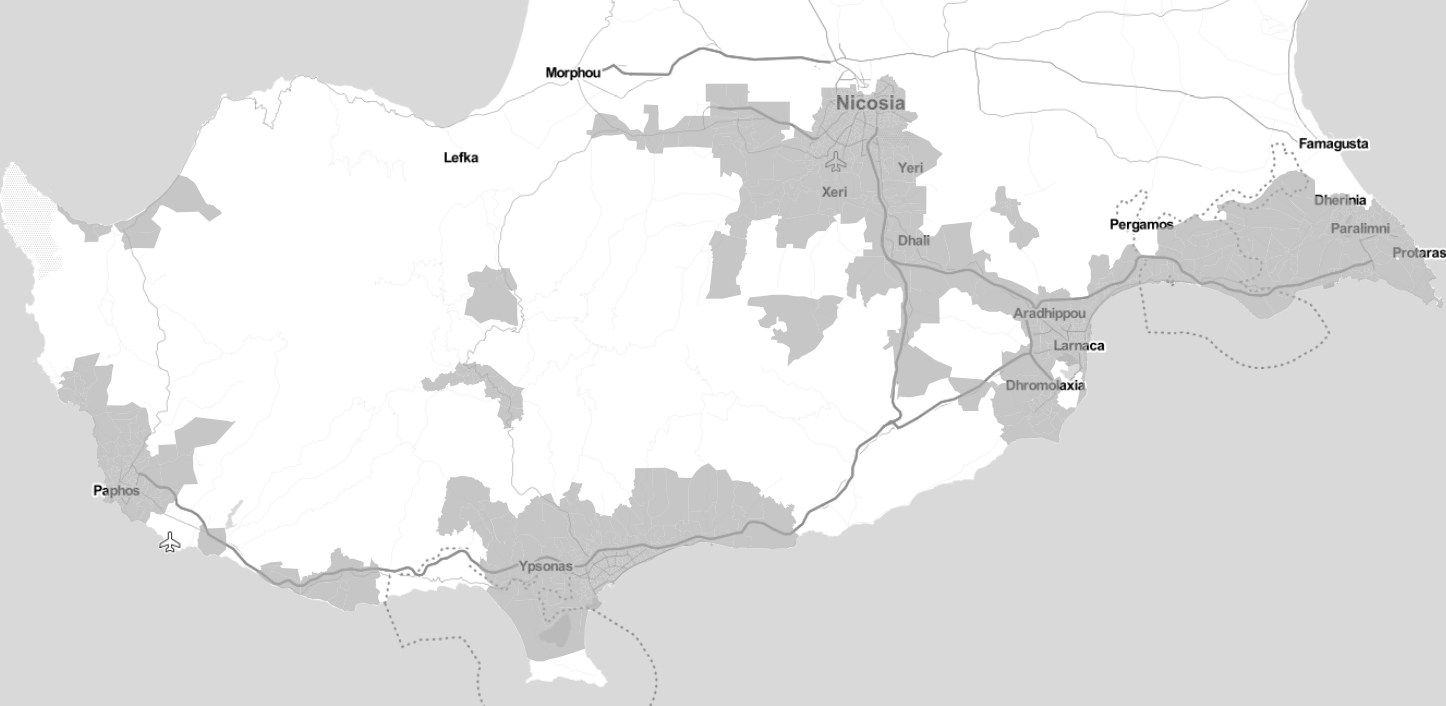 Morphou
Nicosia
Famagusta
Lefka
Yeri
Xeri
Dherinia
Pergamos
Paralimni
Dhali
Protaras
Aradhippou
Larnaca
Dhromolaxia
Paphos
Ypsonas